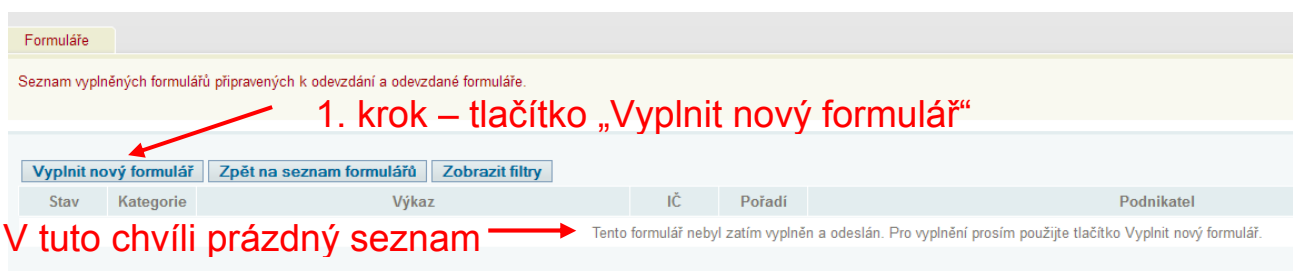 Formuláře
Seznam vyplněných formulářů připravených k odevzdání a odevzdané formuláře.
1. krok – tlačítko „Vyplnit nový formulář“
Vyplnit nový formulář Zpět na seznam formulářů Zobrazit filtry
Stav Kategorie Výkaz IČ Pořadí Podnikatel
V tuto chvíli prázdný seznam Tento formulář nebyl zatím vyplněn a odeslán. Pro vyplnění prosím použijte tlačítko Vyplnit nový formulář.